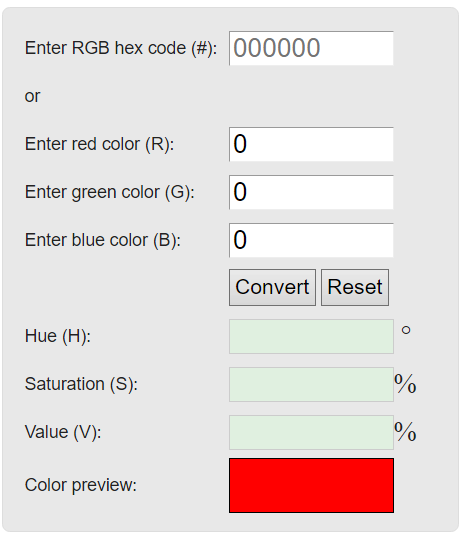 Enter RGB hex code (#): 000000
or
Enter red color (R): 0
Enter green color (G): 0
Enter blue color (B): 0
Convert Reset
Hue (H): °
Saturation (S): %
Value (V): %
Color preview: